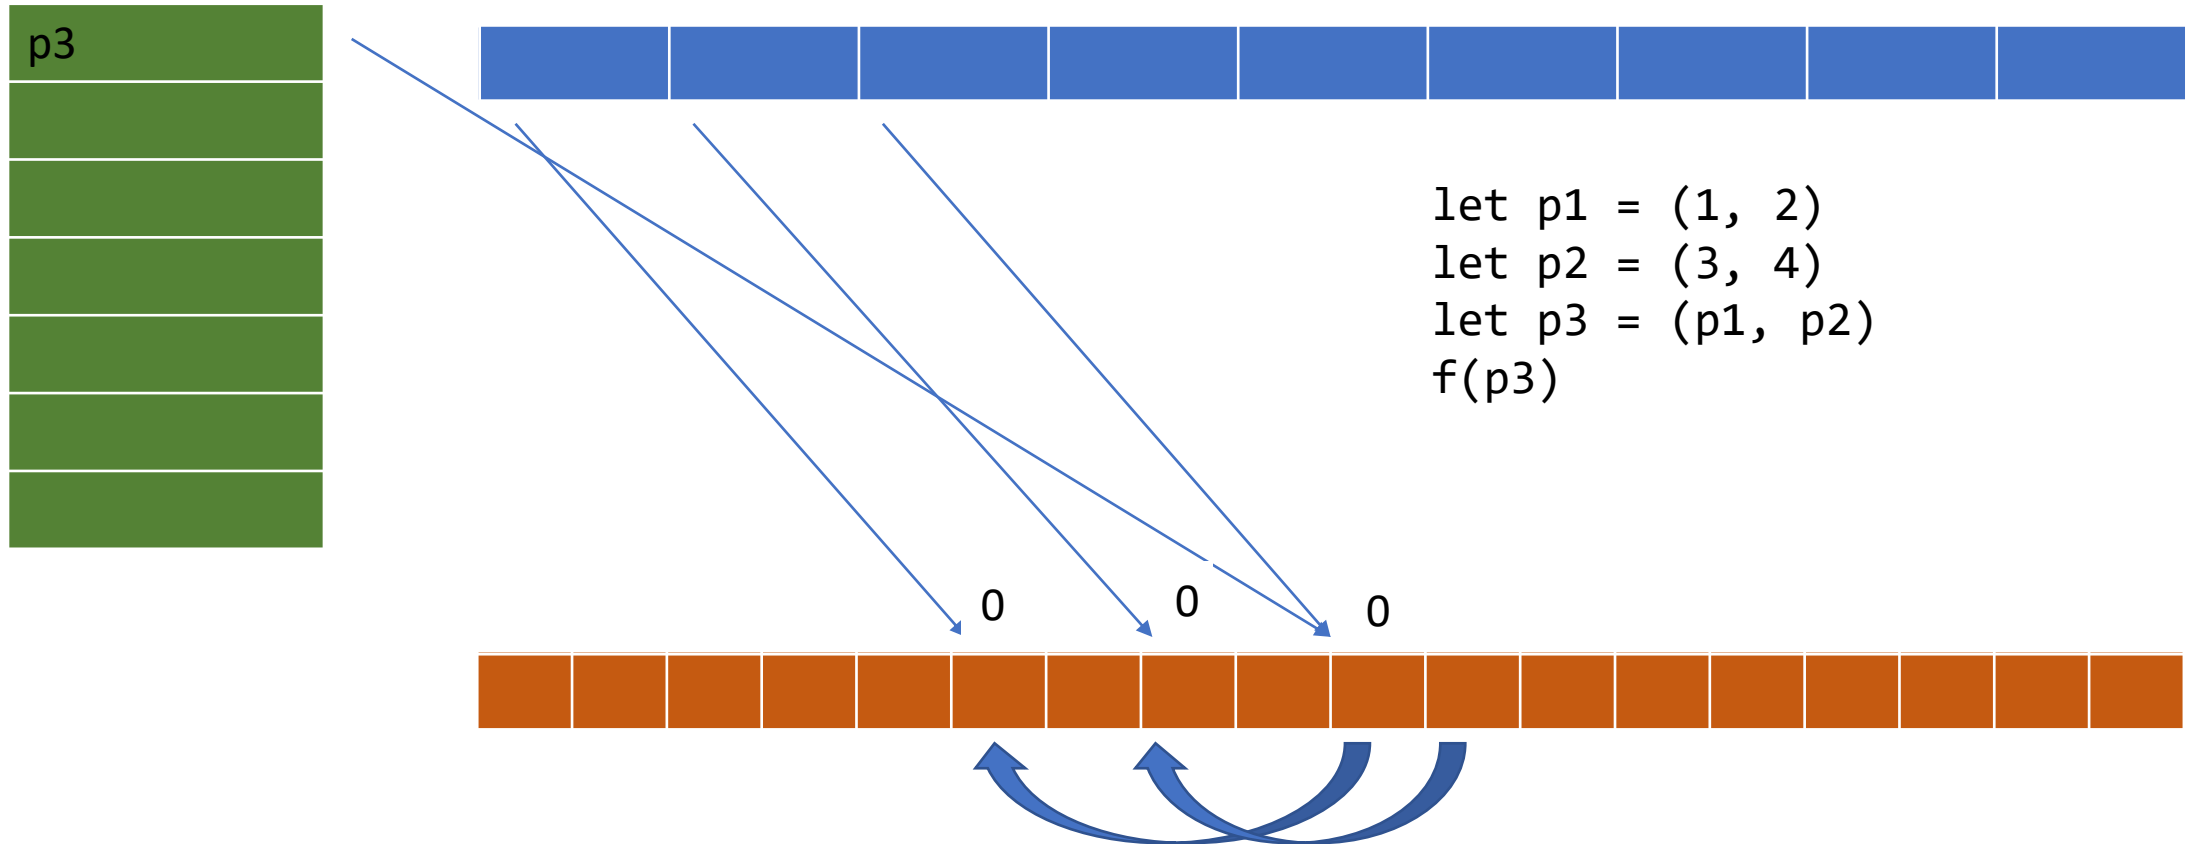 p3
let p1 = (1, 2)
let p2 = (3, 4)
let p3 = (p1, p2)
f(p3)
0 0 0